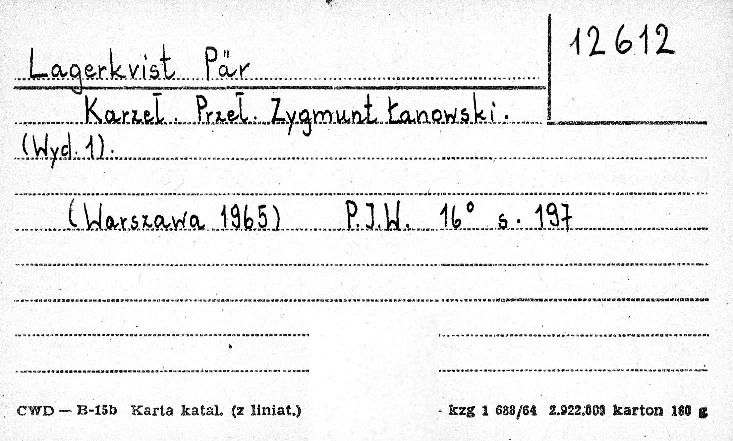 12612
Lagerkvist Pär
Karzeł. Przeł. Zygmunt Łanowski.
(Wyd. 1).
(Warszawa 1965) P.I.W. 16° s. 197
CWD — B-15b Karta katal. (z liniat.)
kzg 1 688/64 2.922.000 karton 180 g